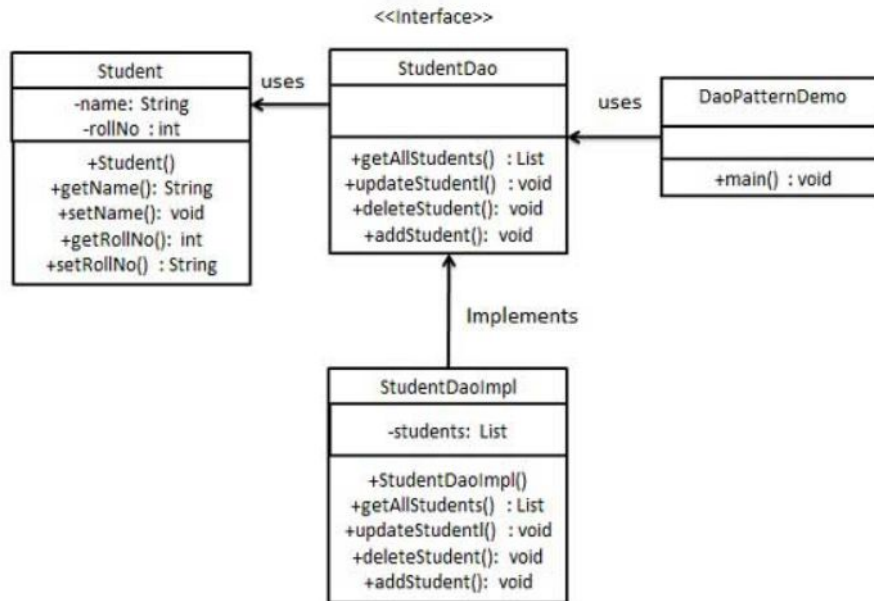 <<Interface>>
Student
-name: String
-rollNo : int
+Student()
+getName(): String
+setName(): void
+getRollNo(): int
+setRollNo() : String
uses
StudentDao
+getAllStudents() : List
+updateStudentl() : void
+deleteStudent(): void
+addStudent(): void
uses
DaoPatternDemo
+main() : void
Implements
StudentDaoImpl
-students: List
+StudentDaoImpl()
+getAllStudents() : List
+updateStudentl() : void
+deleteStudent(): void
+addStudent(): void